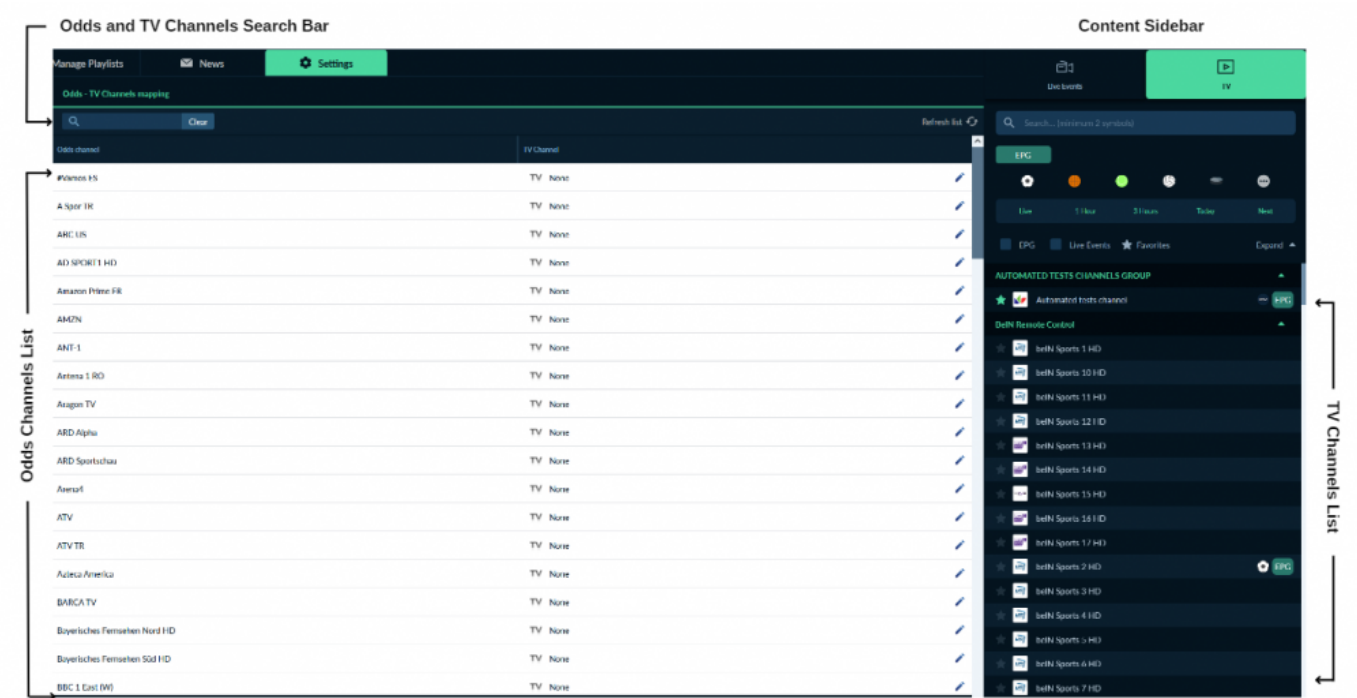 Odds and TV Channels Search Bar
Content Sidebar
Manage Playlists News Settings
Live Events TV
Odds - TV Channels mapping
Clear Refresh list
Search... (minimum 2 symbols)
Odds channel TV Channel
EPG
Live 1 Hour 3 Hours Today Next
EPG Live Events Favorites Expand
#Vamos ES TV None
A Spor TR TV None
ABC US TV None
AD SPORT1 HD TV None
Amazon Prime FR TV None
AMZN TV None
ANT-1 TV None
Antena 1 RO TV None
Aragon TV TV None
ARD Alpha TV None
ARD Sportschau TV None
Arena4 TV None
ATV TV None
ATV TR TV None
Azteca America TV None
BARCA TV TV None
Bayerisches Fernsehen Nord HD TV None
Bayerisches Fernsehen Süd HD TV None
BBC 1 East (W) TV None
AUTOMATED TESTS CHANNELS GROUP
Automated tests channel EPG
BeIN Remote Control
beIN Sports 1 HD
beIN Sports 10 HD
beIN Sports 11 HD
beIN Sports 12 HD
beIN Sports 13 HD
beIN Sports 14 HD
beIN Sports 15 HD
beIN Sports 16 HD
beIN Sports 17 HD
beIN Sports 2 HD EPG
beIN Sports 3 HD
beIN Sports 4 HD
beIN Sports 5 HD
beIN Sports 6 HD
beIN Sports 7 HD
Odds Channels List
TV Channels List